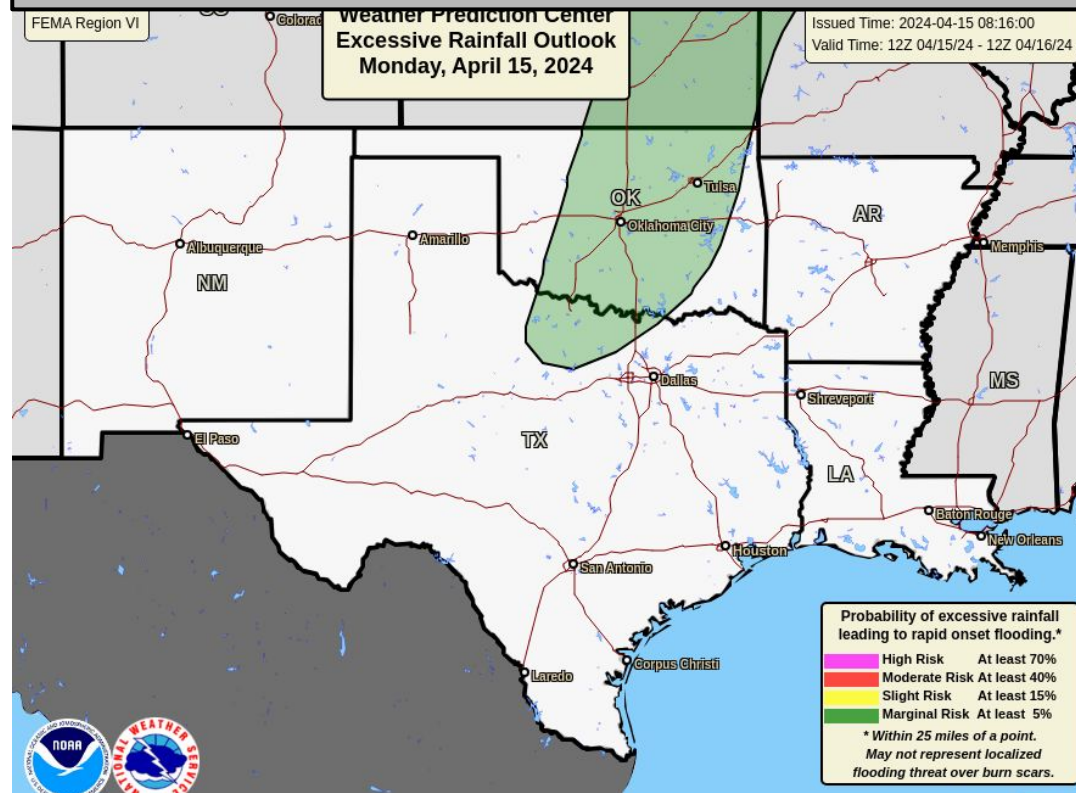 CO
Colorad
FEMA Region VI
Weather Prediction Center
Excessive Rainfall Outlook
Monday, April 15, 2024
Issued Time: 2024-04-15 08:16:00
Valid Time: 12Z 04/15/24 - 12Z 04/16/24
OK
Tulsa
Oklahoma City
AR
Albuquerque
Amarillo
Memphis
NM
MS
Dallas
Shreveport
El Paso
TX
LA
Baton Rouge
New Orleans
Houston
San Antonio
Corpus Christi
Laredo
Probability of excessive rainfall
leading to rapid onset flooding.*
High Risk At least 70%
Moderate Risk At least 40%
Slight Risk At least 15%
Marginal Risk At least 5%
* Within 25 miles of a point.
May not represent localized
flooding threat over burn scars.
NOAA
NATIONAL WEATHER SERVICE